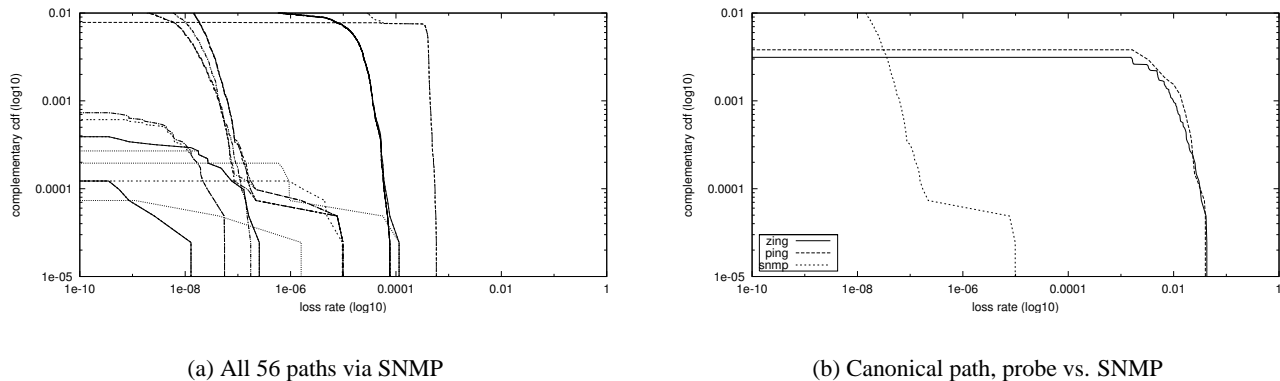 0.01
0.001
0.0001
1e-05
complementary cdf (log10)
1e-10
1e-08
1e-06
0.0001
0.01
1
loss rate (log10)
(a) All 56 paths via SNMP
0.01
0.001
0.0001
1e-05
complementary cdf (log10)
zing
ping
snmp
1e-10
1e-08
1e-06
0.0001
0.01
1
loss rate (log10)
(b) Canonical path, probe vs. SNMP